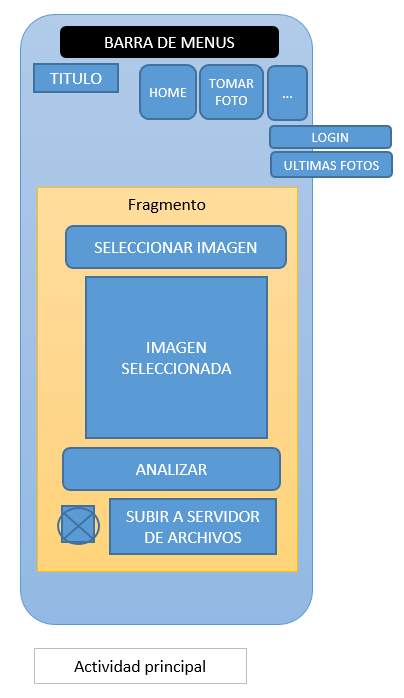 BARRA DE MENUS
TITULO
HOME
TOMAR
FOTO
...
LOGIN
ULTIMAS FOTOS
Fragmento
SELECCIONAR IMAGEN
IMAGEN
SELECCIONADA
ANALIZAR
SUBIR A SERVIDOR
DE ARCHIVOS
Actividad principal